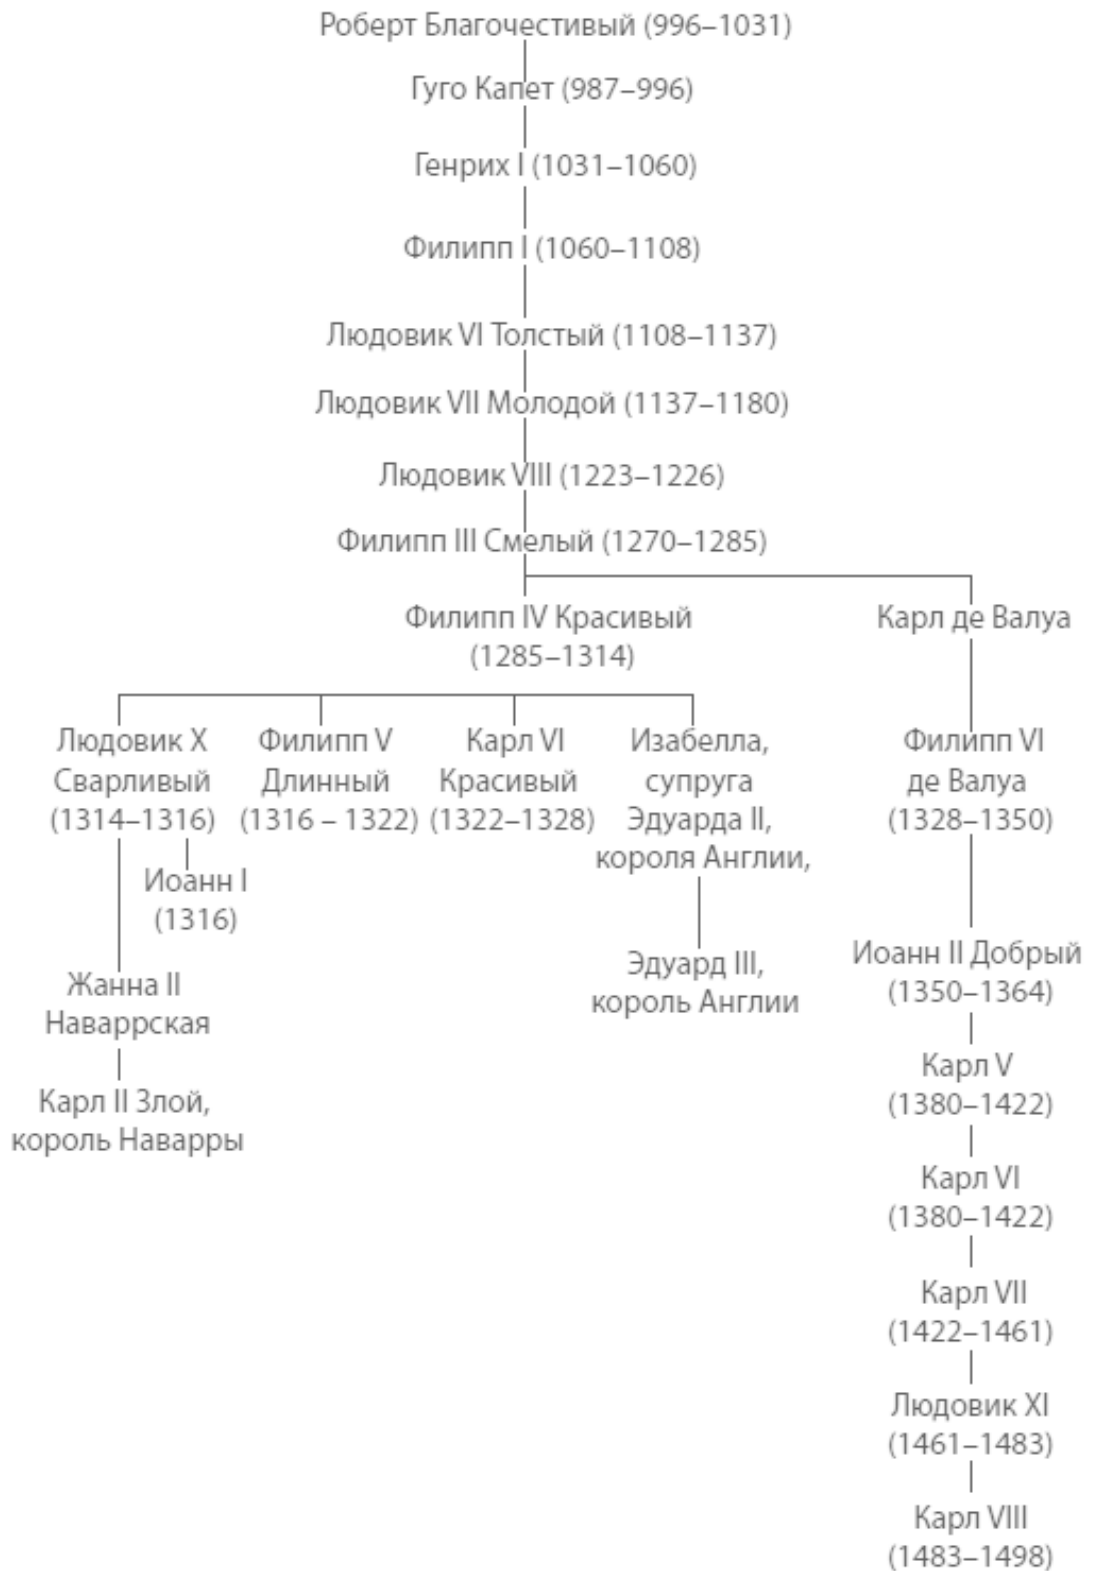 Роберт Благочестивый (996–1031)
Гуго Капет (987–996)
Генрих I (1031–1060)
Филипп I (1060–1108)
Людовик VI Толстый (1108–1137)
Людовик VII Молодой (1137–1180)
Людовик VIII (1223–1226)
Филипп III Смелый (1270–1285)
Филипп IV Красивый
(1285–1314)
Карл де Валуа
Людовик X
Сварливый
(1314–1316)
Филипп V
Длинный
(1316 – 1322)
Карл VI
Красивый
(1322–1328)
Изабелла,
супруга
Эдуарда II,
короля Англии,
Филипп VI
де Валуа
(1328–1350)
Иоанн I
(1316)
Жанна II
Наваррская
Карл II Злой,
король Наварры
Эдуард III,
король Англии
Иоанн II Добрый
(1350–1364)
Карл V
(1380–1422)
Карл VI
(1380–1422)
Карл VII
(1422–1461)
Людовик XI
(1461–1483)
Карл VIII
(1483–1498)